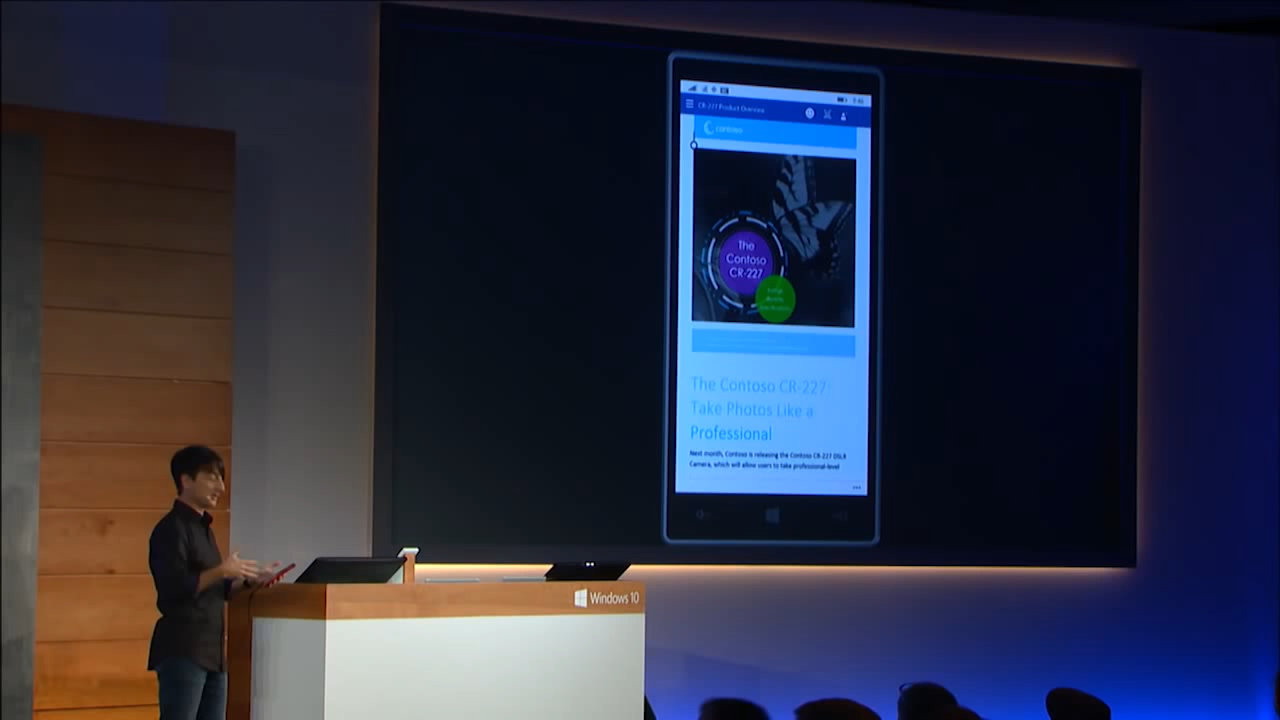 CR-227 Product Overview
contoso
The
Contoso
CR-227
The Contoso CR-227:
Take Photos Like a
Professional
Next month, Contoso is releasing the Contoso CR-227 DSLR
Camera, which will allow users to take professional-level
Windows 10